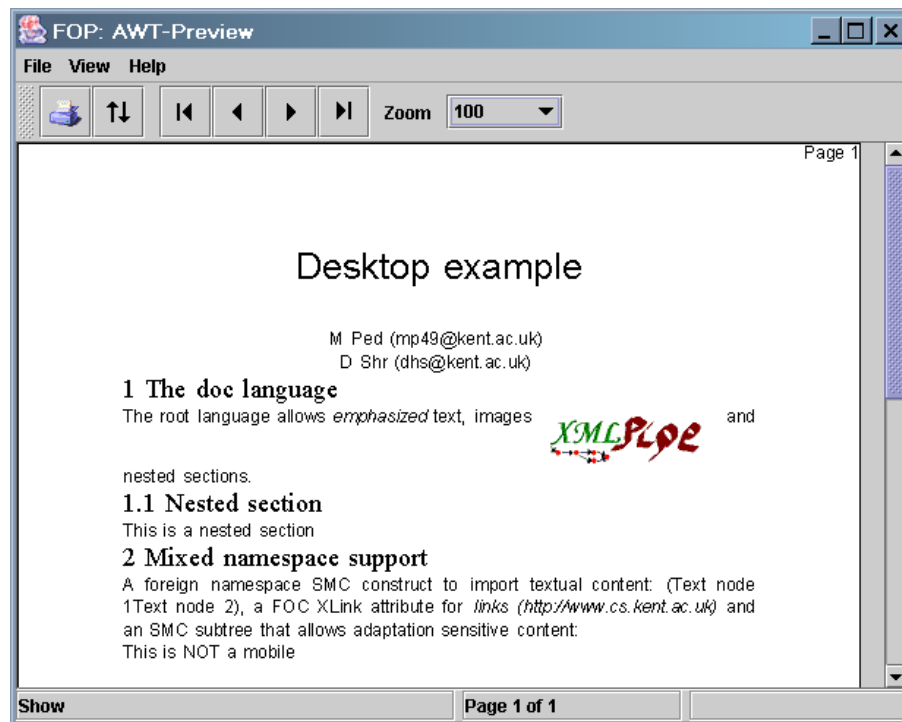 FOP: AWT-Preview
File View Help
Zoom 100
Page 1
Desktop example
M Ped (mp49@kent.ac.uk)
D Shr (dhs@kent.ac.uk)
1 The doc language
The root language allows emphasized text, images XMLPipe and
nested sections.
1.1 Nested section
This is a nested section
2 Mixed namespace support
A foreign namespace SMC construct to import textual content: (Text node
1Text node 2), a FOC XLink attribute for links (http://www.cs.kent.ac.uk) and
an SMC subtree that allows adaptation sensitive content:
This is NOT a mobile
Show Page 1 of 1